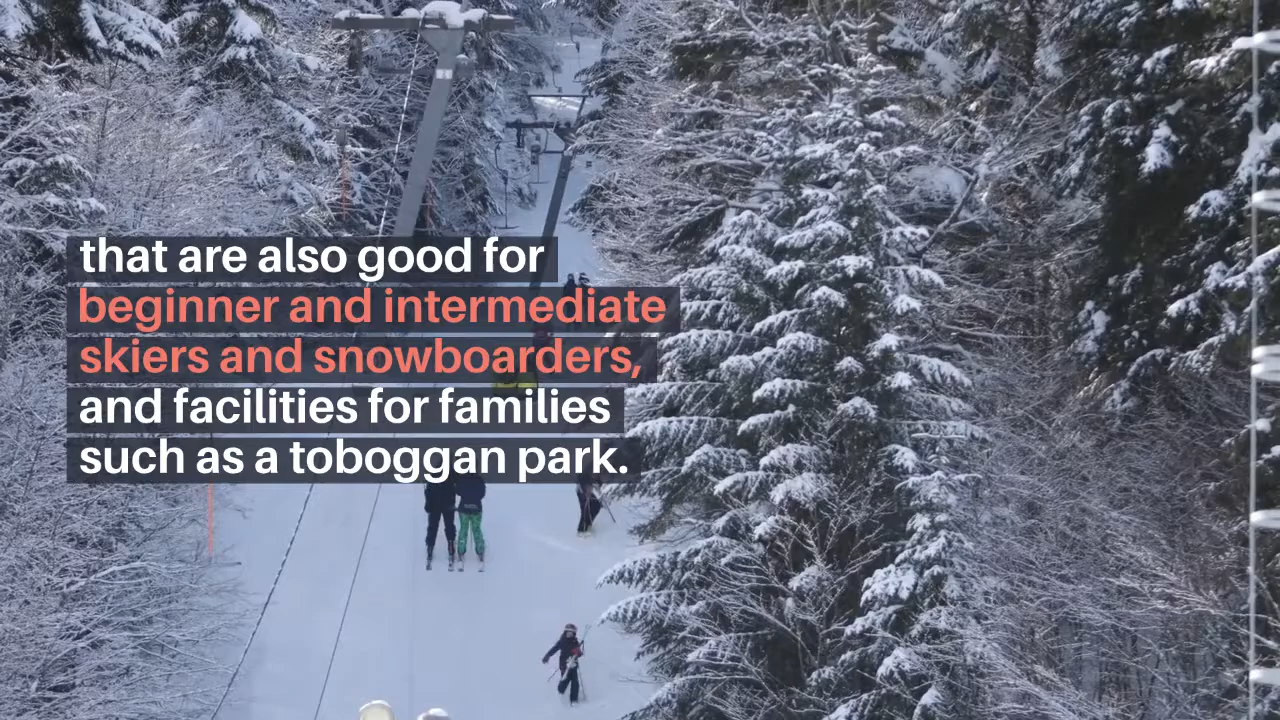 that are also good for
beginner and intermediate
skiers and snowboarders,
and facilities for families
such as a toboggan park.